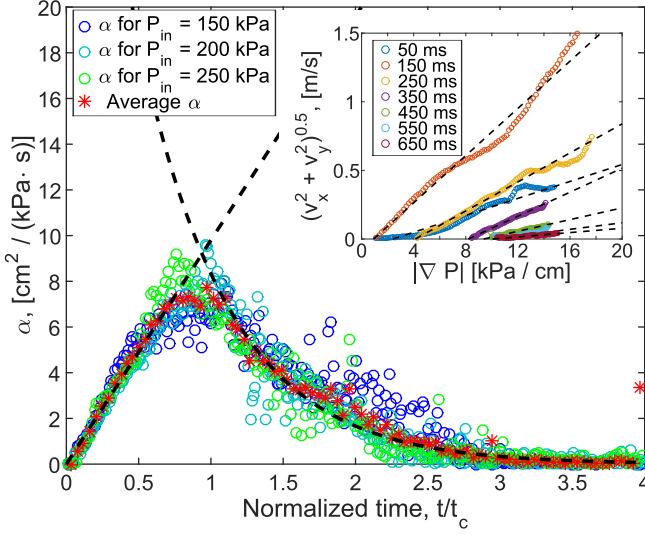 20
18
16
14
12
10
8
6
4
2
0
α, [cm² / (kPa· s)]
α for P_in = 150 kPa
α for P_in = 200 kPa
α for P_in = 250 kPa
Average α
1.5
1
0.5
0
(v_x² + v_y²)^0.5, [m/s]
50 ms
150 ms
250 ms
350 ms
450 ms
550 ms
650 ms
0 4 8 12 16 20
|∇ P| [kPa / cm]
0 0.5 1 1.5 2 2.5 3 3.5 4
Normalized time, t/t_c